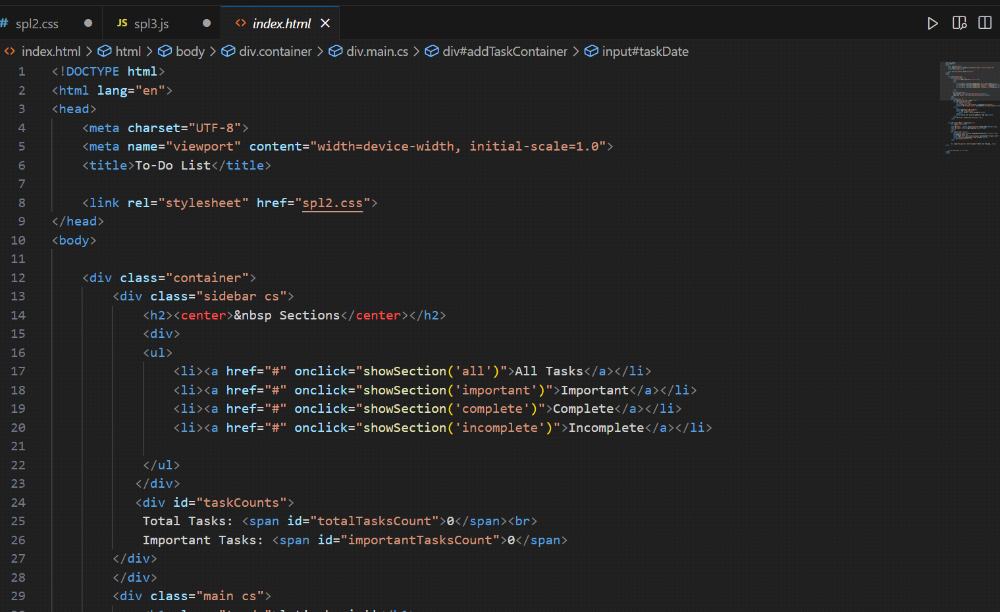 # spl2.css JS spl3.js <> index.html
<> index.html > html > body > div.container > div.main.cs > div#addTaskContainer > input#taskDate
1 <!DOCTYPE html>
2 <html lang="en">
3 <head>
4 <meta charset="UTF-8">
5 <meta name="viewport" content="width=device-width, initial-scale=1.0">
6 <title>To-Do List</title>
7
8 <link rel="stylesheet" href="spl2.css">
9 </head>
10 <body>
11
12 <div class="container">
13 <div class="sidebar cs">
14 <h2><center>&nbsp Sections</center></h2>
15 <div>
16 <ul>
17 <li><a href="#" onclick="showSection('all')">All Tasks</a></li>
18 <li><a href="#" onclick="showSection('important')">Important</a></li>
19 <li><a href="#" onclick="showSection('complete')">Complete</a></li>
20 <li><a href="#" onclick="showSection('incomplete')">Incomplete</a></li>
21
22 </ul>
23 </div>
24 <div id="taskCounts">
25 Total Tasks: <span id="totalTasksCount">0</span><br>
26 Important Tasks: <span id="importantTasksCount">0</span>
27 </div>
28 </div>
29 <div class="main cs">